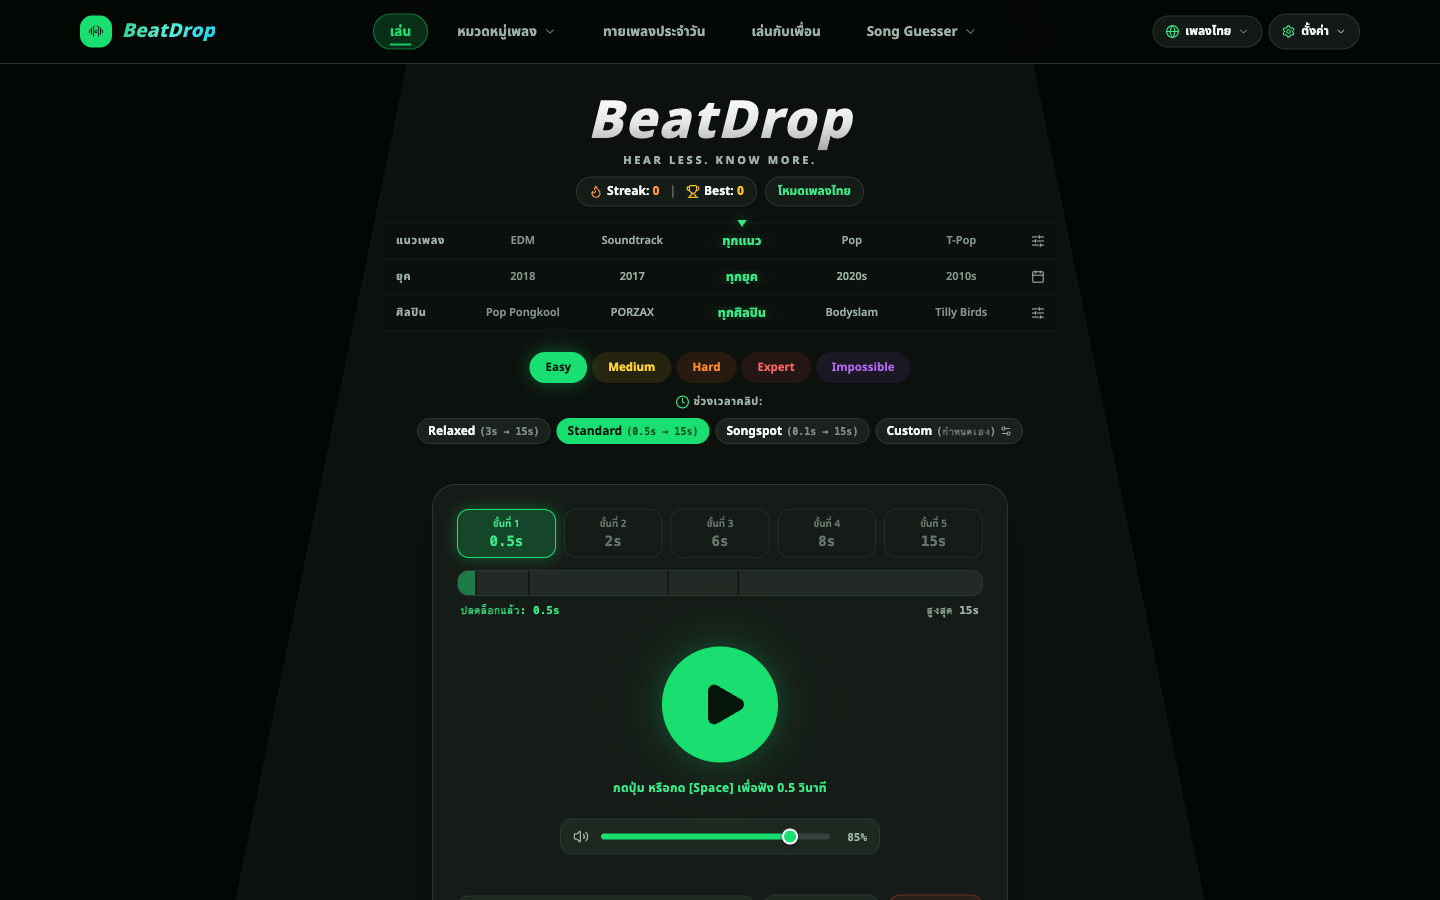 BeatDrop
เล่น
หมวดหมู่เพลง
ทายเพลงประจำวัน
เล่นกับเพื่อน
Song Guesser
เพลงไทย
ตั้งค่า
BeatDrop
HEAR LESS. KNOW MORE.
Streak: 0 | Best: 0
โหมดเพลงไทย
แนวเพลง EDM Soundtrack ทุกแนว Pop T-Pop
ยุค 2018 2017 ทุกยุค 2020s 2010s
ศิลปิน Pop Pongkool PORZAX ทุกศิลปิน Bodyslam Tilly Birds
Easy Medium Hard Expert Impossible
ช่วงเวลาคลิป:
Relaxed (3s → 15s) Standard (0.5s → 15s) Songspot (0.1s → 15s) Custom (กำหนดเอง)
ขั้นที่ 1 ขั้นที่ 2 ขั้นที่ 3 ขั้นที่ 4 ขั้นที่ 5
0.5s 2s 6s 8s 15s
ปลดล็อกแล้ว: 0.5s สูงสุด 15s
กดปุ่ม หรือกด [Space] เพื่อฟัง 0.5 วินาที
85%